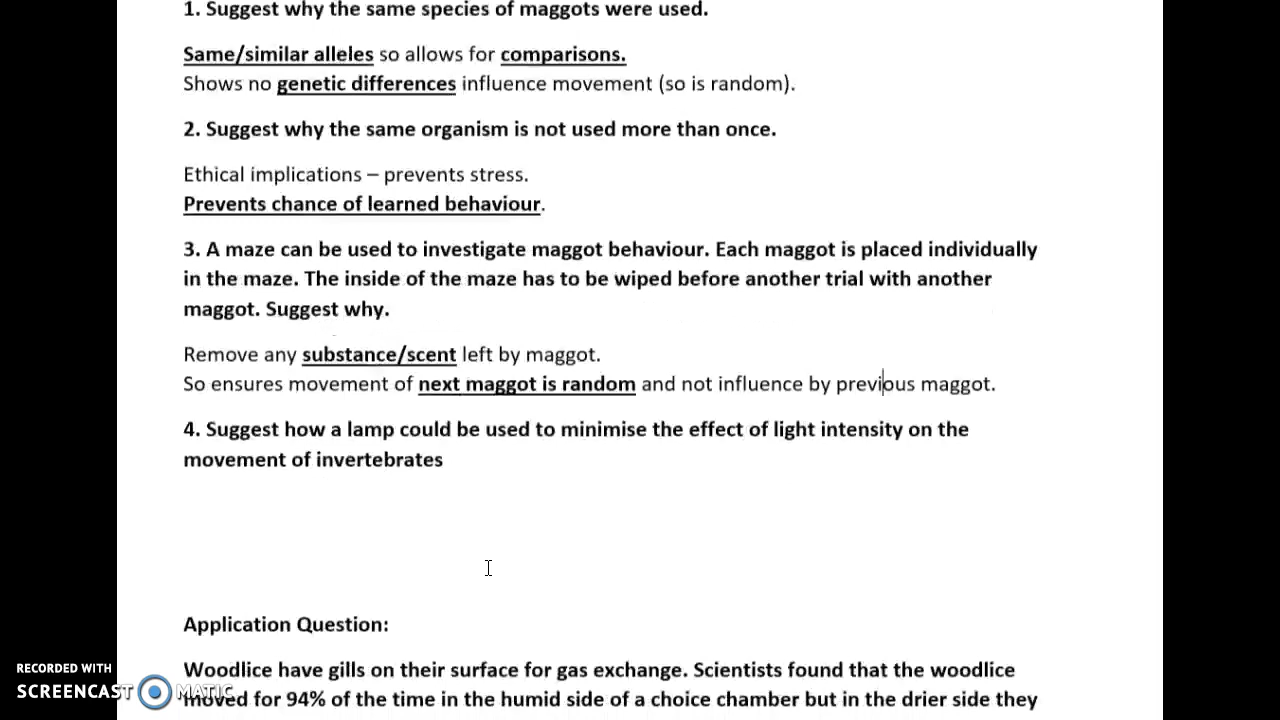 1. Suggest why the same species of maggots were used.
Same/similar alleles so allows for comparisons.
Shows no genetic differences influence movement (so is random).
2. Suggest why the same organism is not used more than once.
Ethical implications – prevents stress.
Prevents chance of learned behaviour.
3. A maze can be used to investigate maggot behaviour. Each maggot is placed individually
in the maze. The inside of the maze has to be wiped before another trial with another
maggot. Suggest why.
Remove any substance/scent left by maggot.
So ensures movement of next maggot is random and not influence by previous maggot.
4. Suggest how a lamp could be used to minimise the effect of light intensity on the
movement of invertebrates
Application Question:
Woodlice have gills on their surface for gas exchange. Scientists found that the woodlice
moved for 94% of the time in the humid side of a choice chamber but in the drier side they
RECORDED WITH
SCREENCAST MATIC